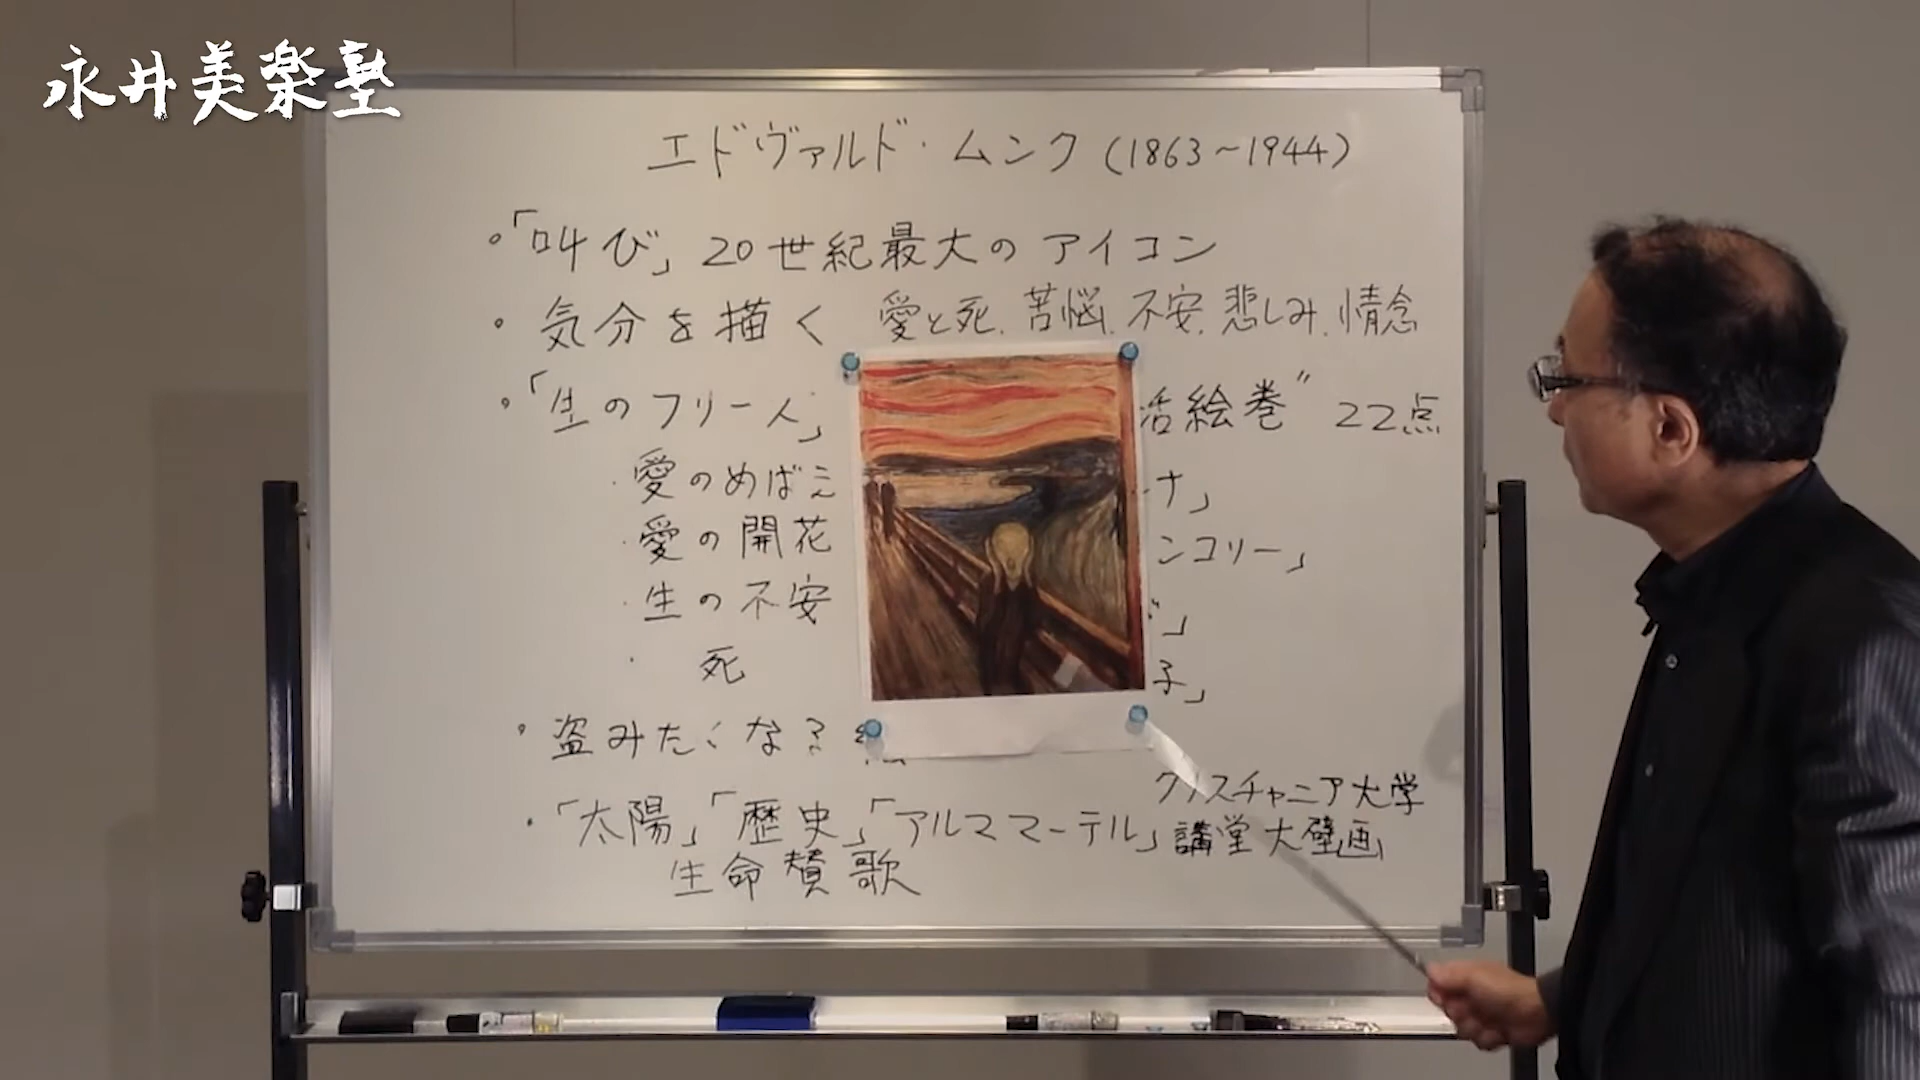 永井美楽塾
エドヴァルド・ムンク(1863~1944)
・「叫び」20世紀最大のアイコン
・気分を描く 愛と死、苦悩、不安、悲しみ、情念
・「生のフリース」 活絵巻" 22点
・愛のめばえ ナ」
・愛の開花 ンコリー」
・生の不安 」
・死 子」
・盗みたくなる
・「太陽」「歴史」「アルママーテル」クリスチャニア大学
講堂大壁画
生命賛歌